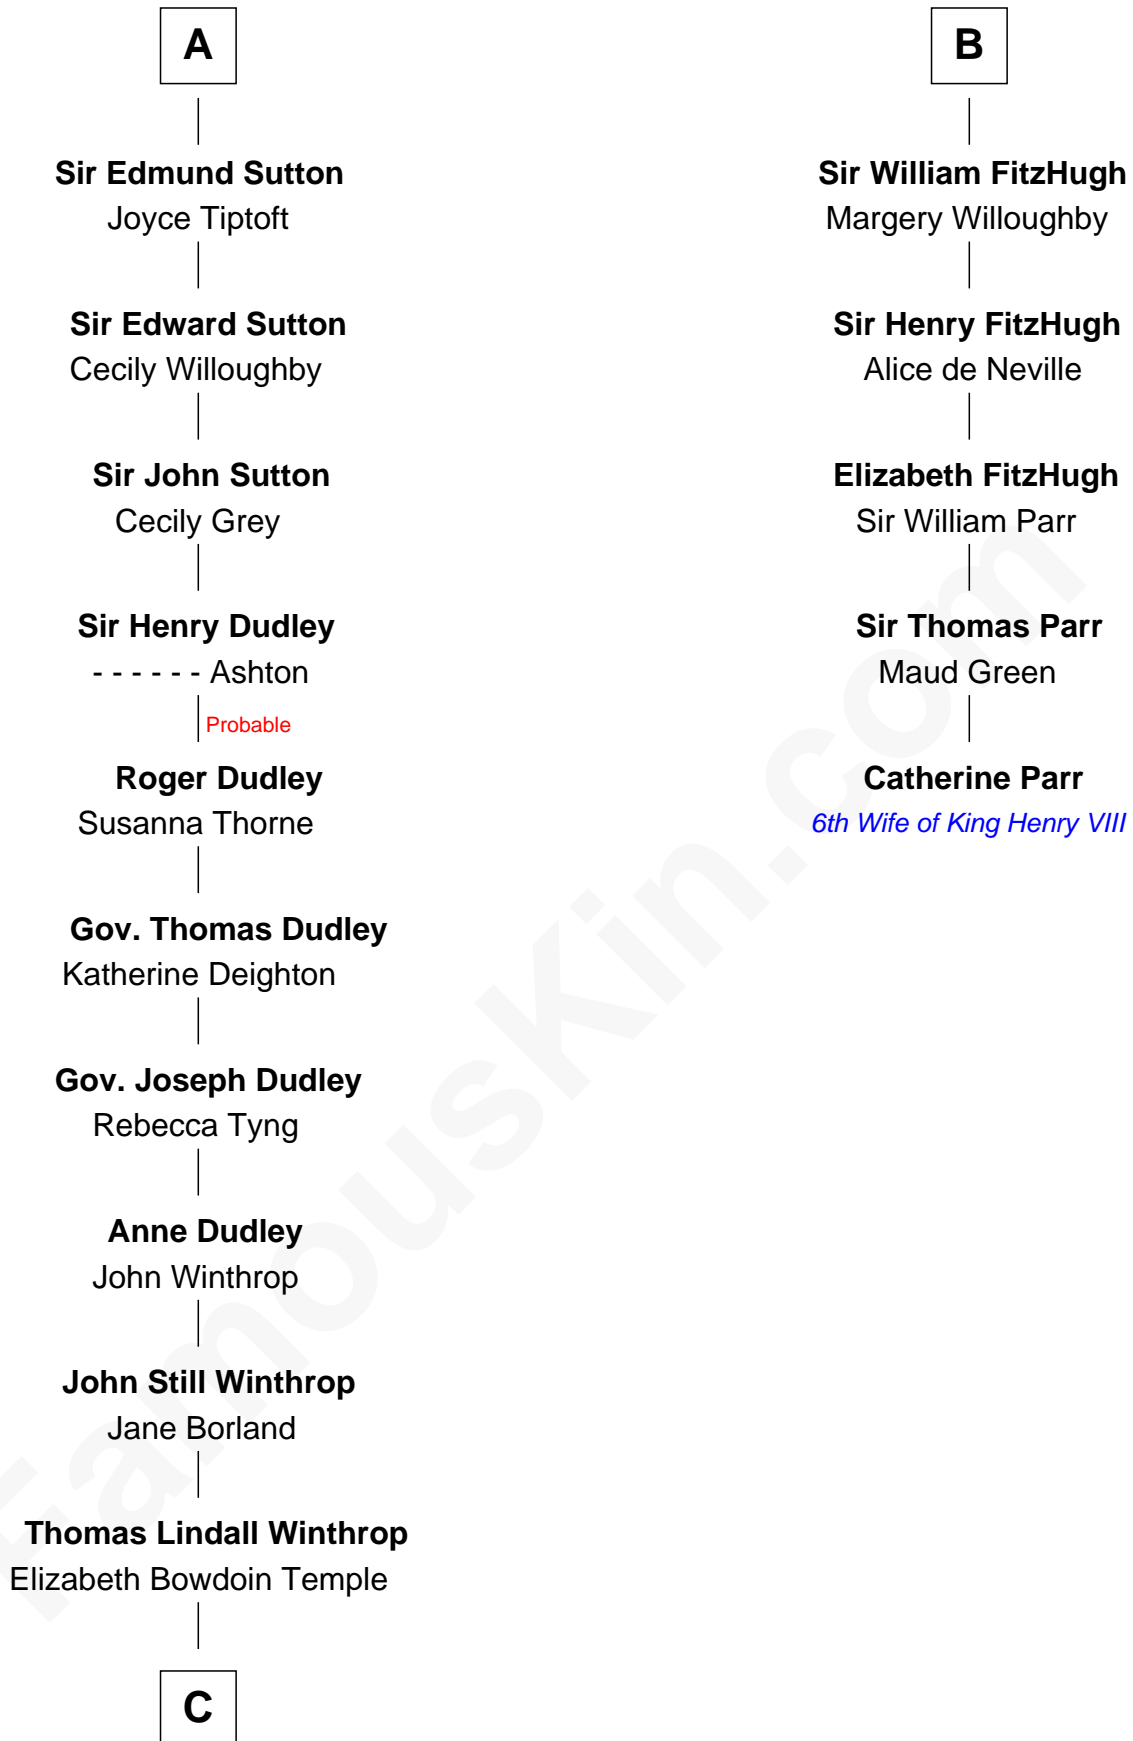 A
Sir Edmund Sutton
Joyce Tiptoft
Sir Edward Sutton
Cecily Willoughby
Sir John Sutton
Cecily Grey
Sir Henry Dudley
- - - - - - Ashton
Probable
Roger Dudley
Susanna Thorne
Gov. Thomas Dudley
Katherine Deighton
Gov. Joseph Dudley
Rebecca Tyng
Anne Dudley
John Winthrop
John Still Winthrop
Jane Borland
Thomas Lindall Winthrop
Elizabeth Bowdoin Temple
C
B
Sir William FitzHugh
Margery Willoughby
Sir Henry FitzHugh
Alice de Neville
Elizabeth FitzHugh
Sir William Parr
Sir Thomas Parr
Maud Green
Catherine Parr
6th Wife of King Henry VIII
FamousKin.com